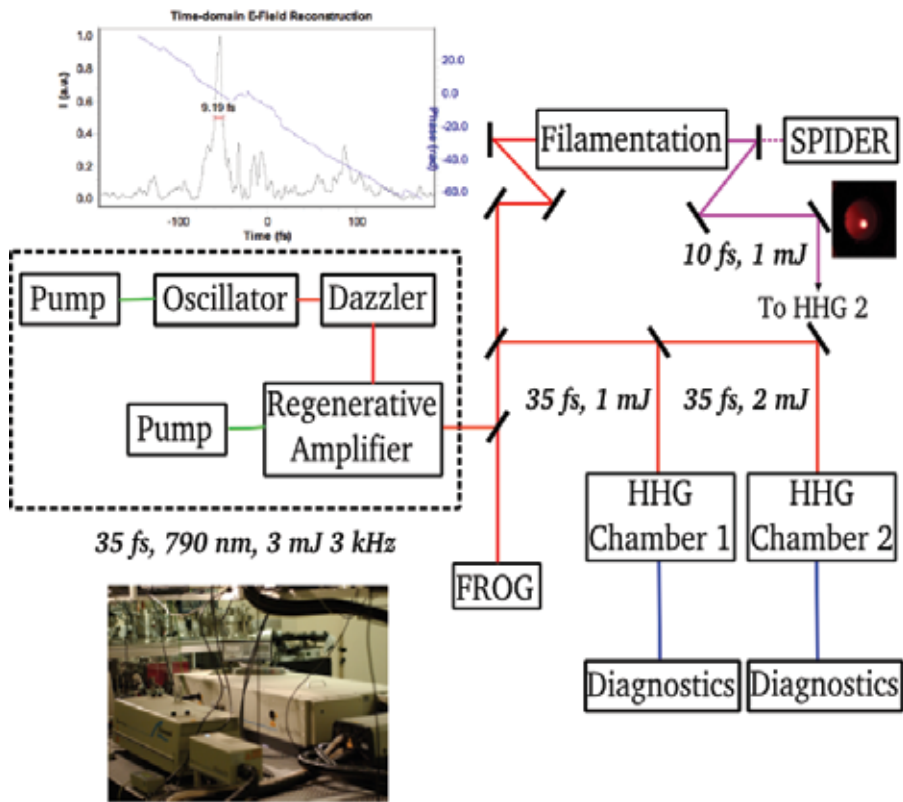 Time-domain E-Field Reconstruction
I (a.u.)
1.0
0.8
0.6
0.4
0.2
0.0
9.19 fs
20.0
0.0
-20.0
-40.0
-60.0
Phase (rad)
-100
0
100
Time (fs)
Filamentation
SPIDER
10 fs, 1 mJ
To HHG 2
Pump
Oscillator
Dazzler
Pump
Regenerative
Amplifier
35 fs, 1 mJ
35 fs, 2 mJ
HHG
Chamber 1
HHG
Chamber 2
35 fs, 790 nm, 3 mJ 3 kHz
FROG
Diagnostics
Diagnostics